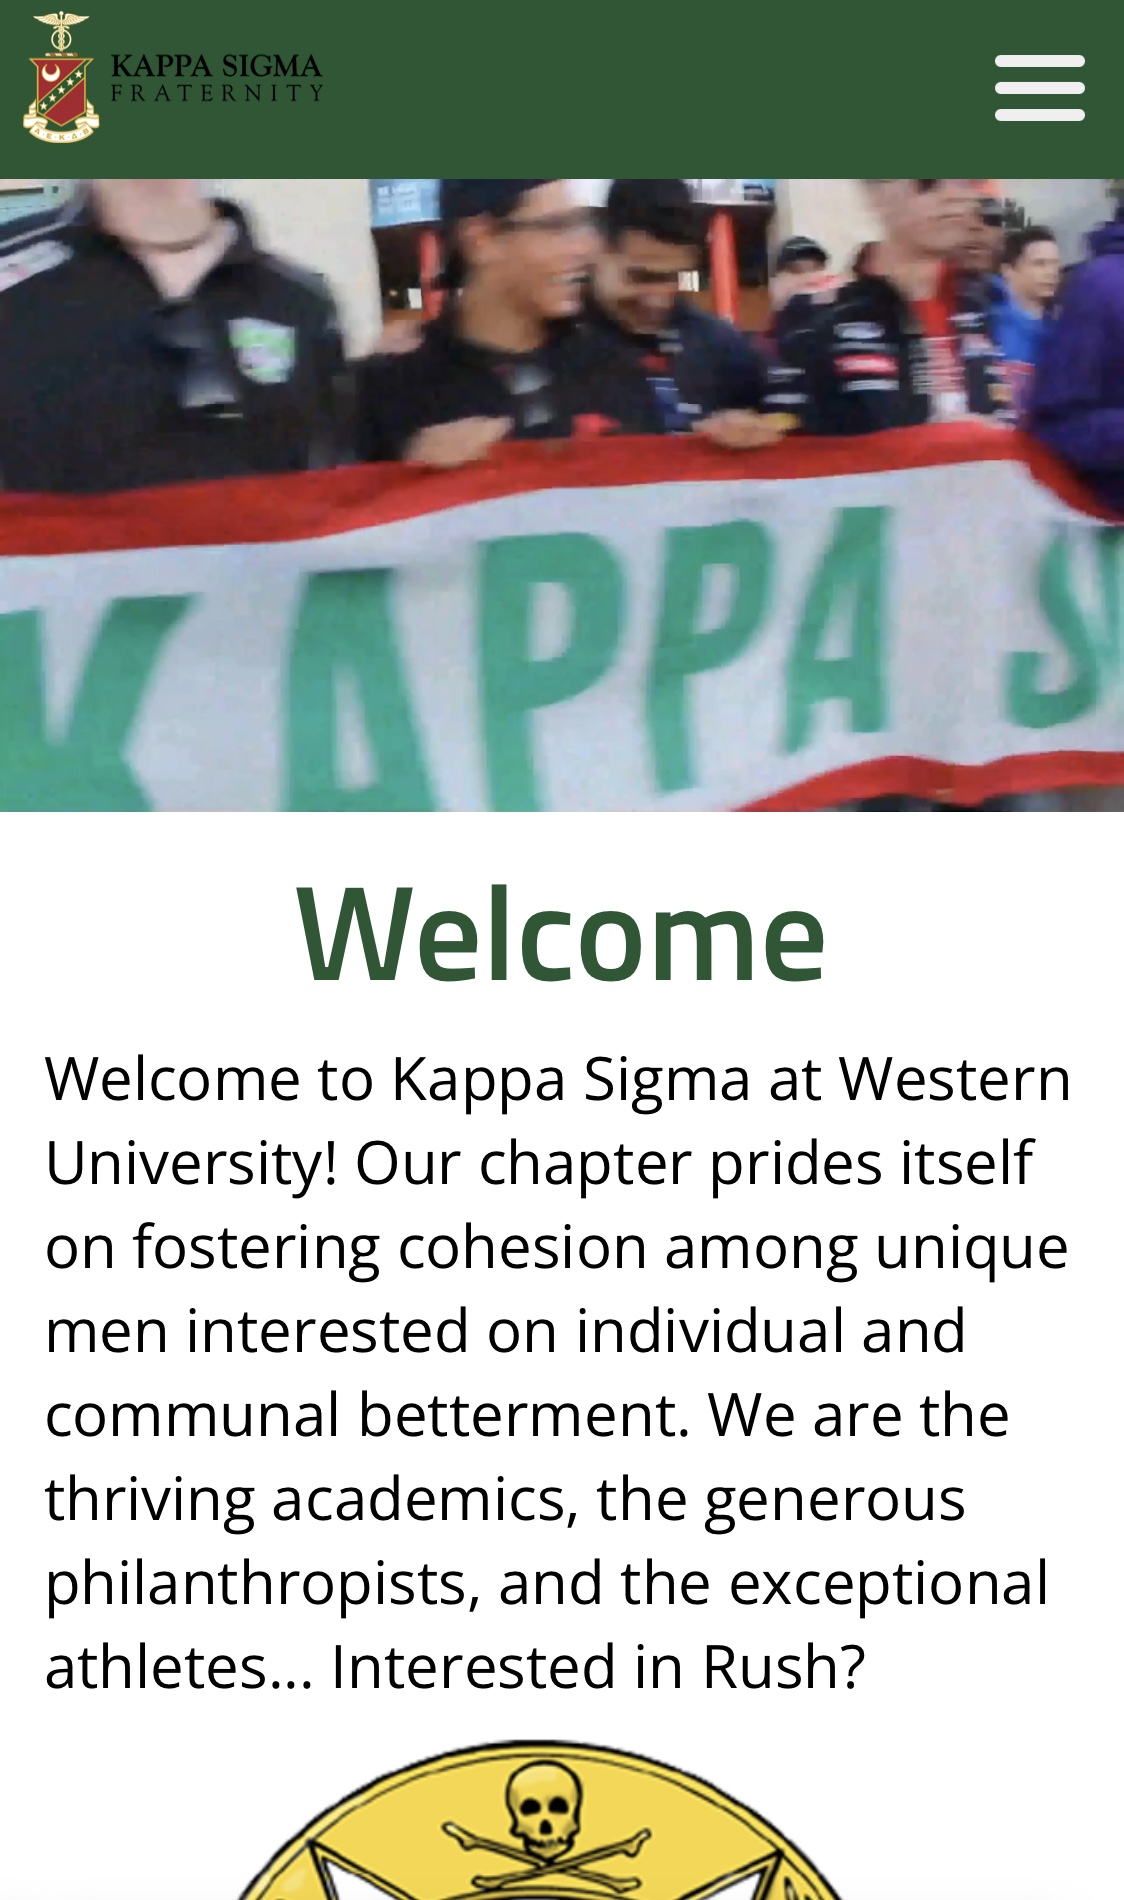 KAPPA SIGMA
FRATERNITY
KAPPA
Welcome
Welcome to Kappa Sigma at Western
University! Our chapter prides itself
on fostering cohesion among unique
men interested on individual and
communal betterment. We are the
thriving academics, the generous
philanthropists, and the exceptional
athletes... Interested in Rush?